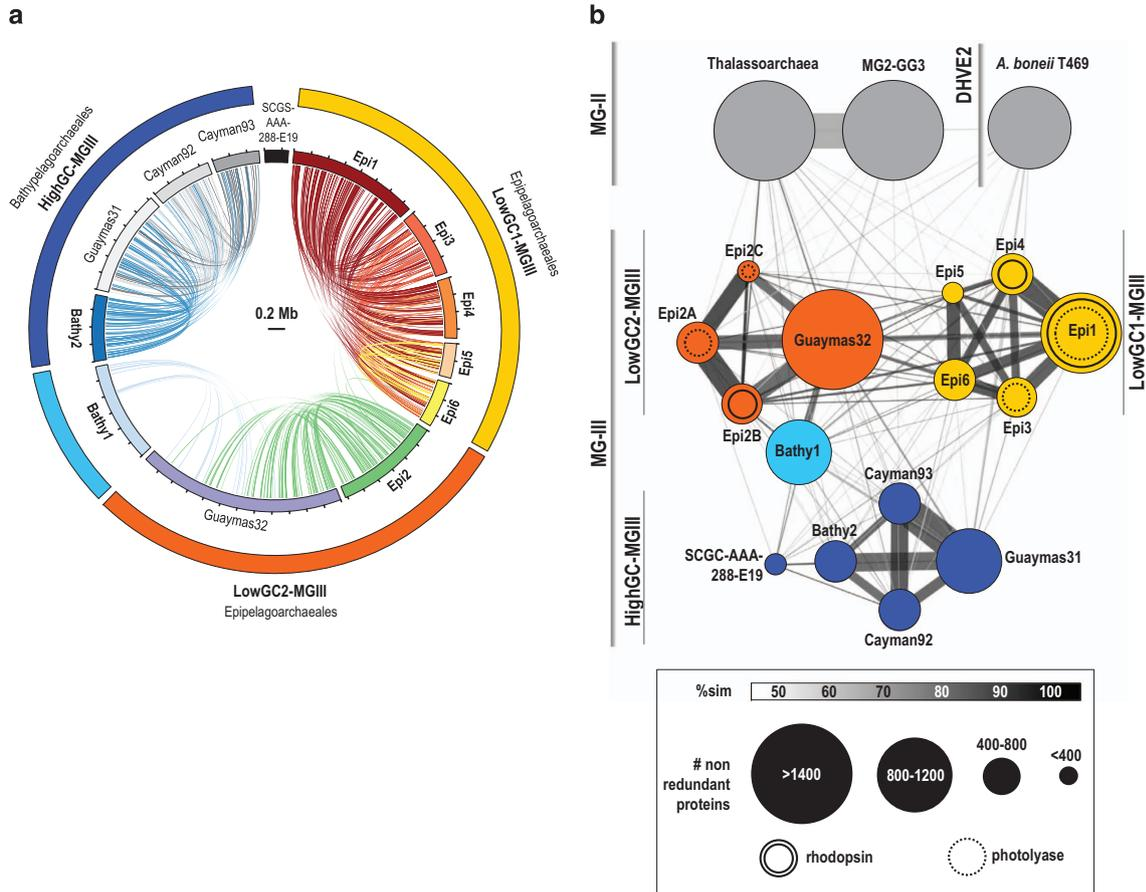 a
b
SCGS-
AAA-
288-E19
Cayman93
Cayman92
Guaymas31
Bathy2
Bathy1
Guaymas32
Epi1
Epi3
Epi4
Epi5
Epi6
Epi2
0.2 Mb
Bathypelagoarchaeales
HighGC-MGIII
Epipelagoarchaeales
LowGC1-MGIII
LowGC2-MGIII
Epipelagoarchaeales
MG-II
Thalassoarchaea
MG2-GG3
DHVE2
A. boneii T469
MG-III
LowGC2-MGIII
LowGC1-MGIII
HighGC-MGIII
Epi2C
Epi2A
Guaymas32
Epi2B
Bathy1
Epi4
Epi5
Epi1
Epi6
Epi3
Cayman93
Bathy2
SCGC-AAA-
288-E19
Guaymas31
Cayman92
%sim 50 60 70 80 90 100
# non
redundant
proteins
>1400
800-1200
400-800
<400
rhodopsin
photolyase